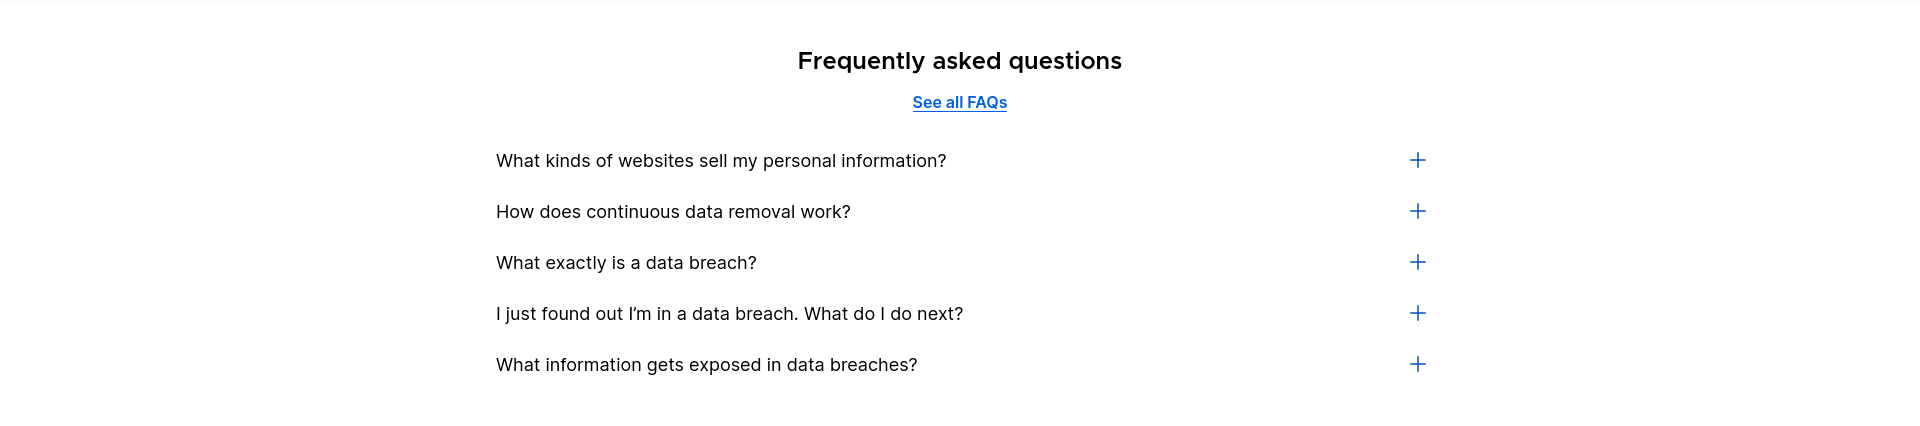 Frequently asked questions
See all FAQs
What kinds of websites sell my personal information?
How does continuous data removal work?
What exactly is a data breach?
I just found out I’m in a data breach. What do I do next?
What information gets exposed in data breaches?